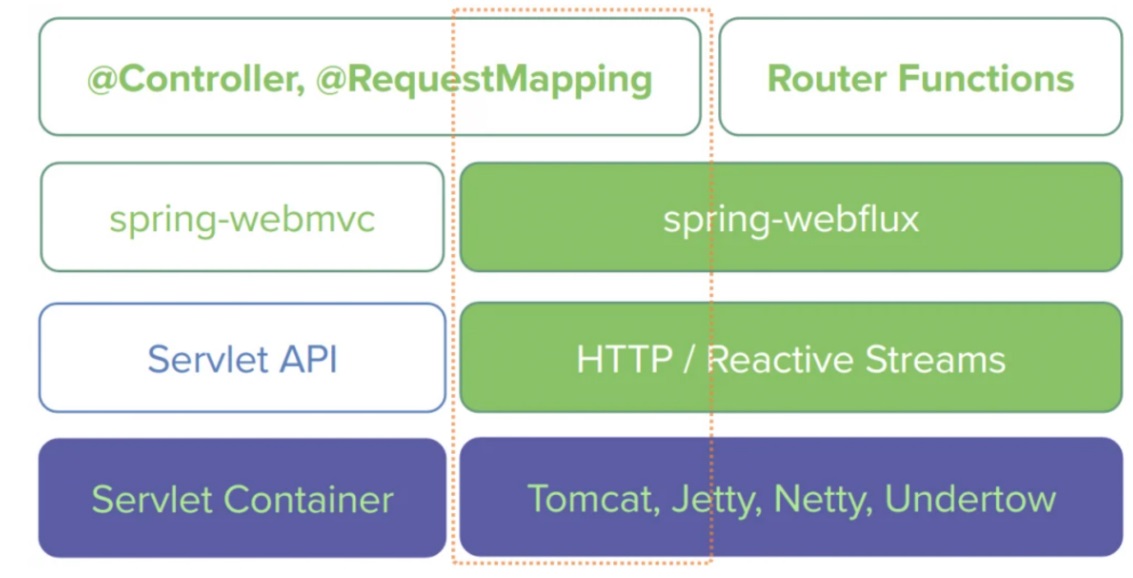 @Controller, @RequestMapping
Router Functions
spring-webmvc
spring-webflux
Servlet API
HTTP / Reactive Streams
Servlet Container
Tomcat, Jetty, Netty, Undertow